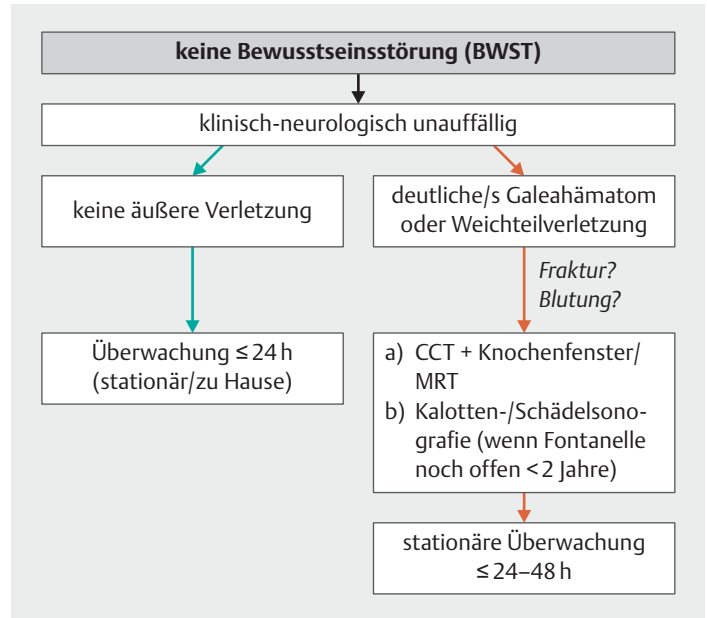 keine Bewusstseinsstörung (BWST)
klinisch-neurologisch unauffällig
keine äußere Verletzung
deutliche/s Galeahämatom
oder Weichteilverletzung
Fraktur?
Blutung?
Überwachung ≤ 24 h
(stationär/zu Hause)
a) CCT + Knochenfenster/
MRT
b) Kalotten-/Schädelsono-
grafie (wenn Fontanelle
noch offen < 2 Jahre)
stationäre Überwachung
≤ 24–48 h